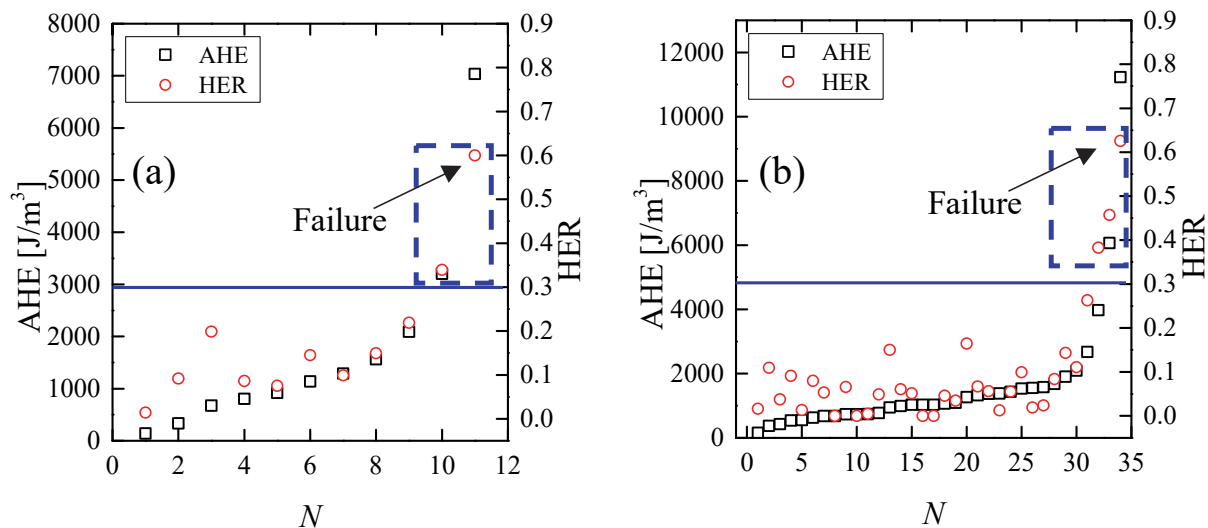 8000
7000
6000
5000
4000
3000
2000
1000
0
AHE [J/m³]
0.9
0.8
0.7
0.6
0.5
0.4
0.3
0.2
0.1
0.0
HER
AHE
HER
(a)
Failure
0 2 4 6 8 10 12
N
12000
10000
8000
6000
4000
2000
0
AHE [J/m³]
0.9
0.8
0.7
0.6
0.5
0.4
0.3
0.2
0.1
0.0
HER
AHE
HER
(b)
Failure
0 5 10 15 20 25 30 35
N